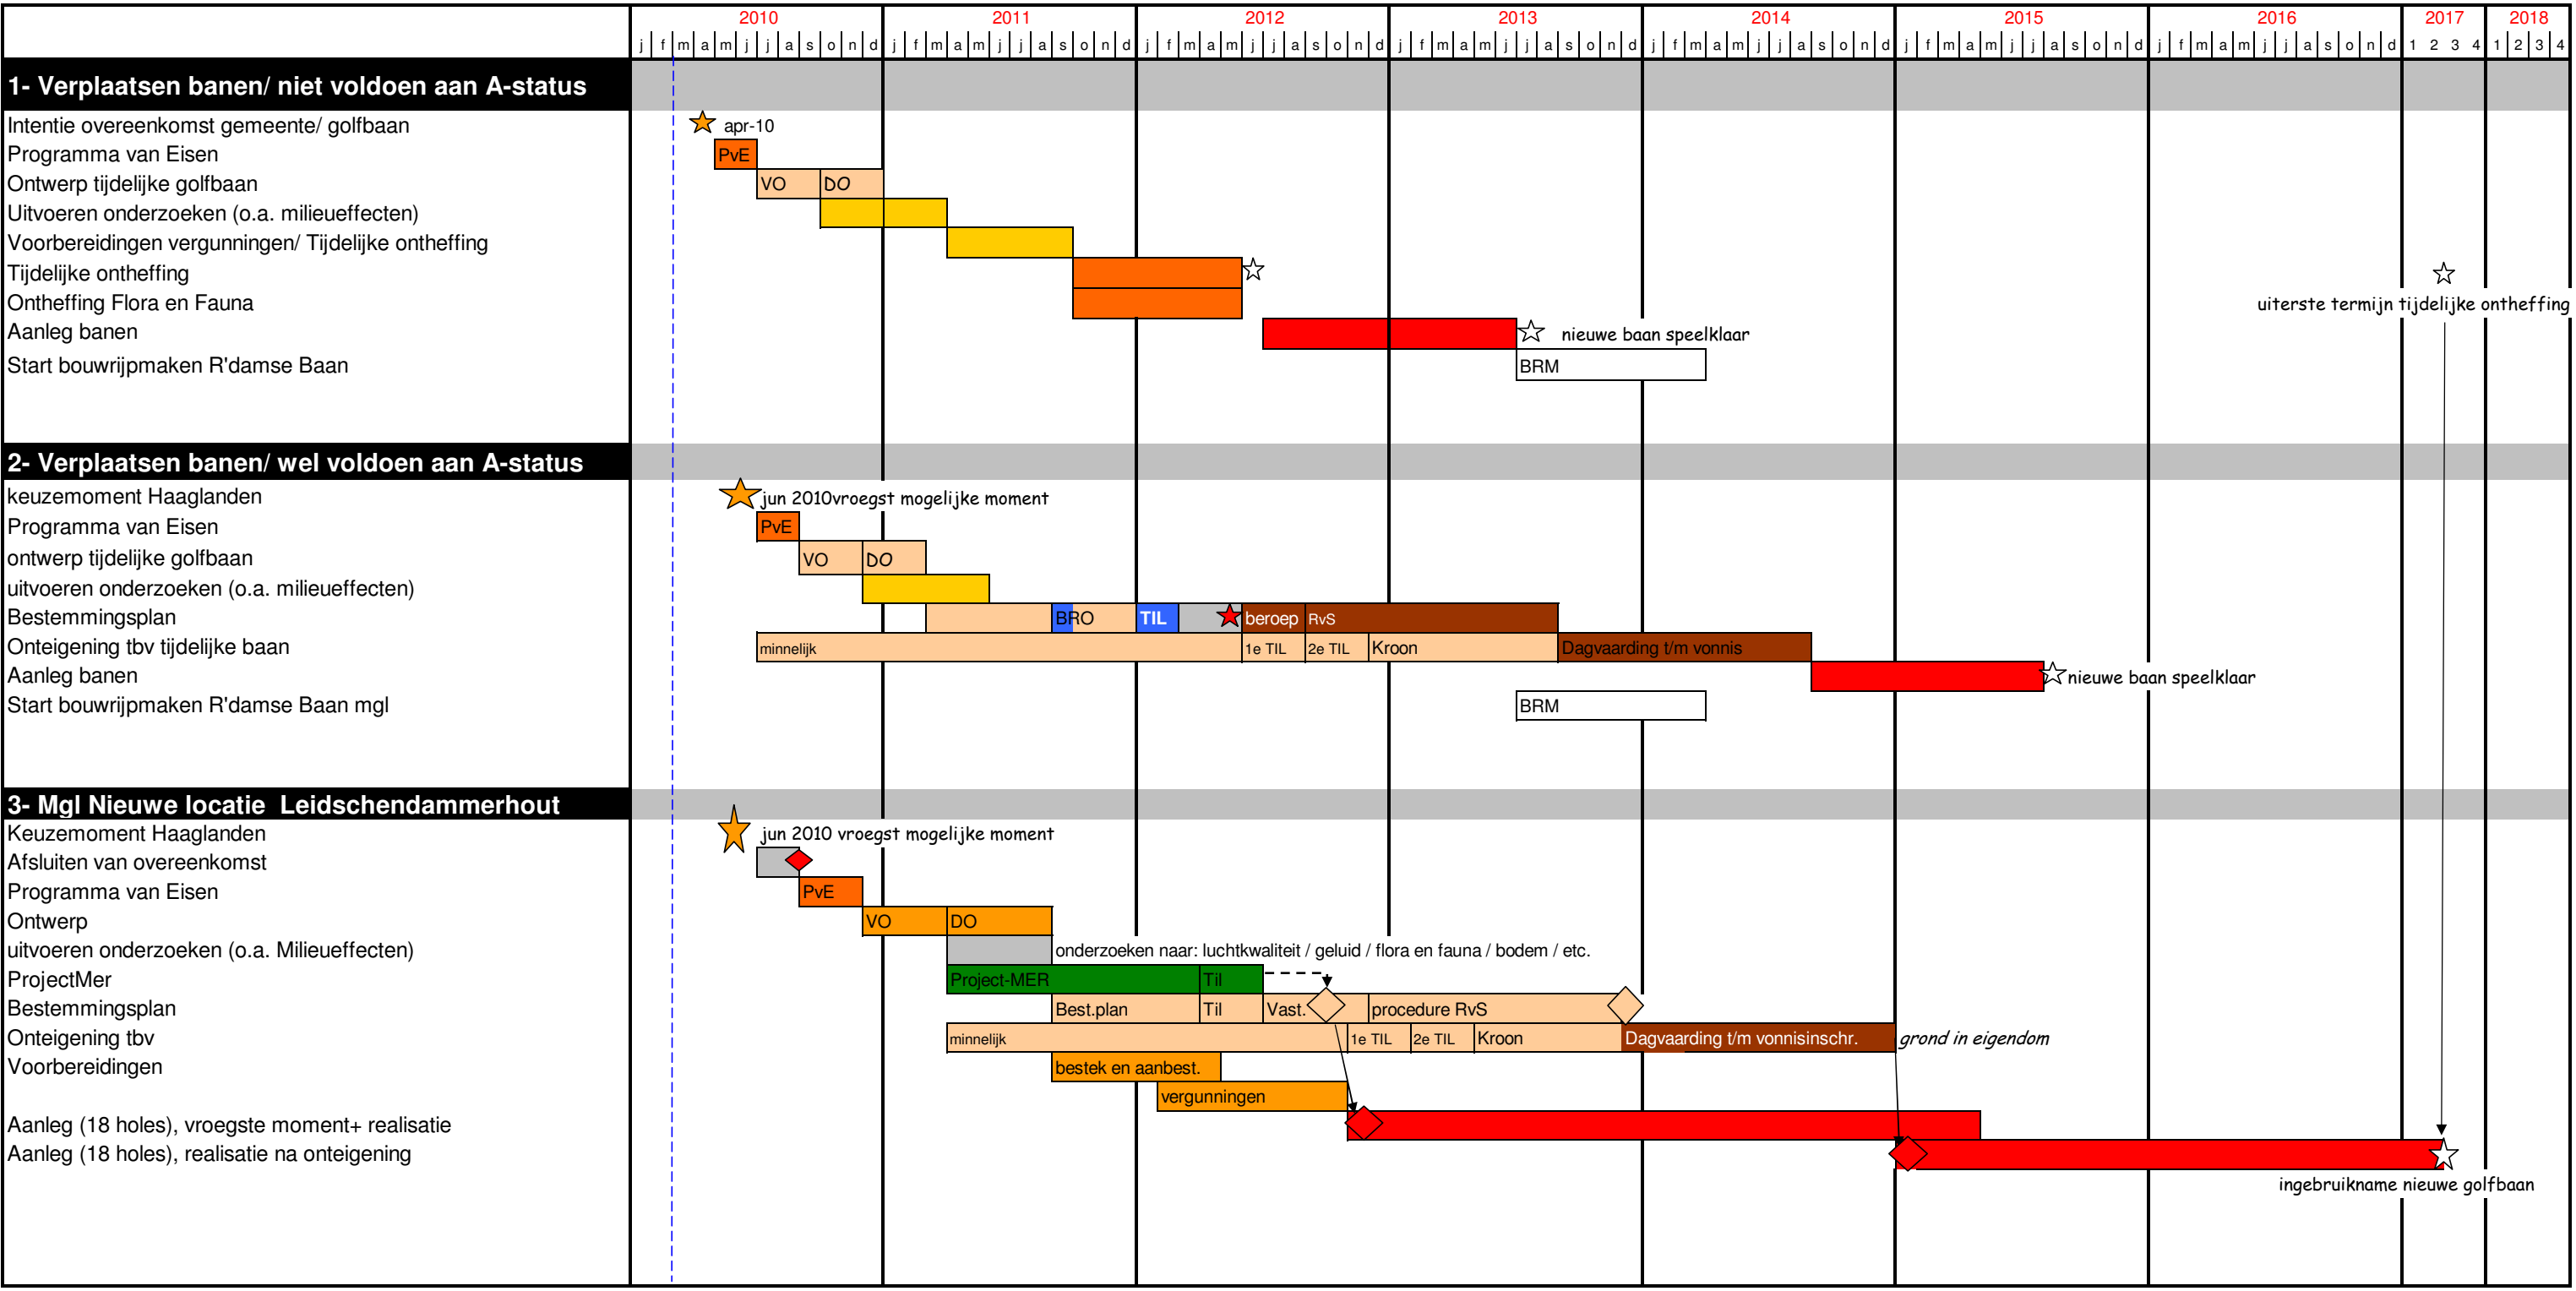 2010 2011 2012 2013 2014 2015 2016 2017 2018
j f m a m j j a s o n d j f m a m j j a s o n d j f m a m j j a s o n d j f m a m j j a s o n d j f m a m j j a s o n d j f m a m j j a s o n d j f m a m j j a s o n d 1 2 3 4 1 2 3 4
1- Verplaatsen banen/ niet voldoen aan A-status
Intentie overeenkomst gemeente/ golfbaan apr-10
Programma van Eisen PvE
Ontwerp tijdelijke golfbaan VO DO
Uitvoeren onderzoeken (o.a. milieueffecten)
Voorbereidingen vergunningen/ Tijdelijke ontheffing
Tijdelijke ontheffing
Ontheffing Flora en Fauna uiterste termijn tijdelijke ontheffing
Aanleg banen nieuwe baan speelklaar
Start bouwrijpmaken R'damse Baan BRM
2- Verplaatsen banen/ wel voldoen aan A-status
keuzemoment Haaglanden jun 2010vroegst mogelijke moment
Programma van Eisen PvE
ontwerp tijdelijke golfbaan VO DO
uitvoeren onderzoeken (o.a. milieueffecten)
Bestemmingsplan BRO TIL beroep RvS
Onteigening tbv tijdelijke baan minnelijk 1e TIL 2e TIL Kroon Dagvaarding t/m vonnis
Aanleg banen nieuwe baan speelklaar
Start bouwrijpmaken R'damse Baan mgl BRM
3- Mgl Nieuwe locatie Leidschendammerhout
Keuzemoment Haaglanden jun 2010 vroegst mogelijke moment
Afsluiten van overeenkomst
Programma van Eisen PvE
Ontwerp VO DO
uitvoeren onderzoeken (o.a. Milieueffecten) onderzoeken naar: luchtkwaliteit / geluid / flora en fauna / bodem / etc.
ProjectMer Project-MER Til
Bestemmingsplan Best.plan Til Vast. procedure RvS
Onteigening tbv minnelijk 1e TIL 2e TIL Kroon Dagvaarding t/m vonnisinschr. grond in eigendom
Voorbereidingen bestek en aanbest.
vergunningen
Aanleg (18 holes), vroegste moment+ realisatie
Aanleg (18 holes), realisatie na onteigening
ingebruikname nieuwe golfbaan